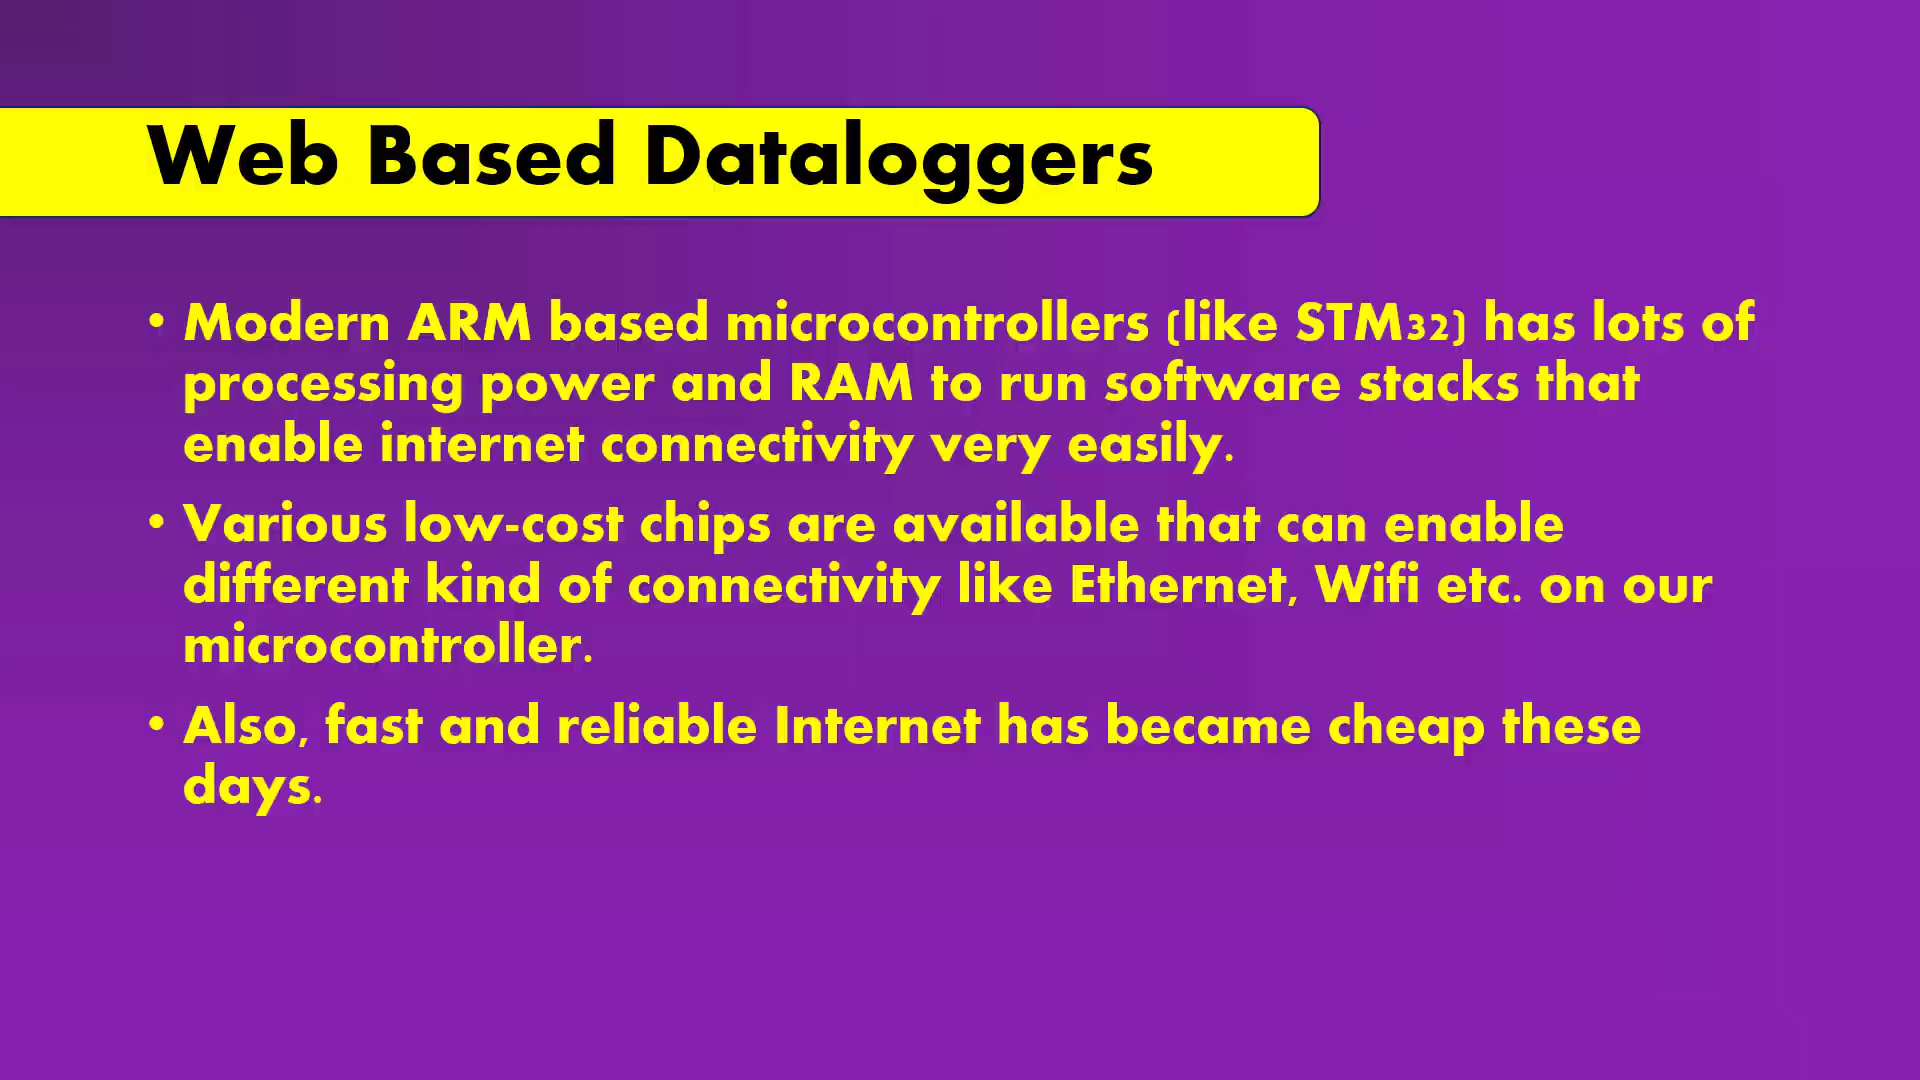 Web Based Dataloggers
• Modern ARM based microcontrollers (like STM32) has lots of
processing power and RAM to run software stacks that
enable internet connectivity very easily.
• Various low-cost chips are available that can enable
different kind of connectivity like Ethernet, Wifi etc. on our
microcontroller.
• Also, fast and reliable Internet has became cheap these
days.